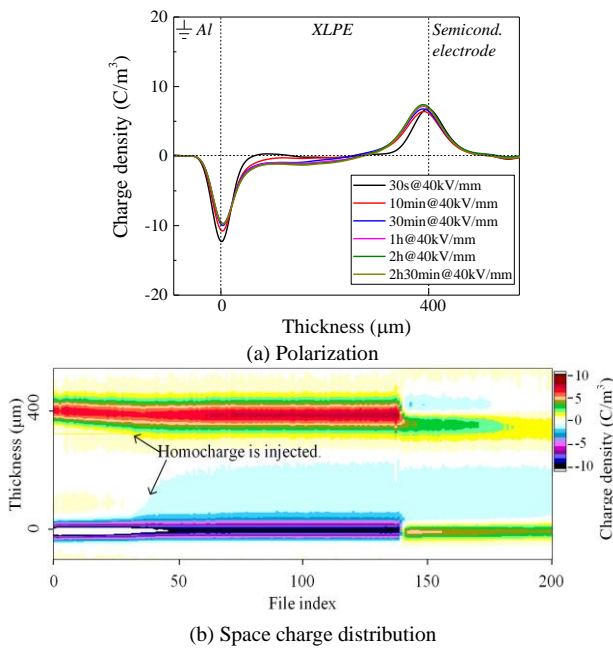 20
Al
XLPE
Semicond.
electrode
10
0
-10
-20
Charge density (C/m³)
30s@40kV/mm
10min@40kV/mm
30min@40kV/mm
1h@40kV/mm
2h@40kV/mm
2h30min@40kV/mm
0
400
Thickness (μm)
(a) Polarization
400
0
Thickness (μm)
Homocharge is injected.
10
5
0
-5
-10
Charge density (C/m³)
0
50
100
150
200
File index
(b) Space charge distribution